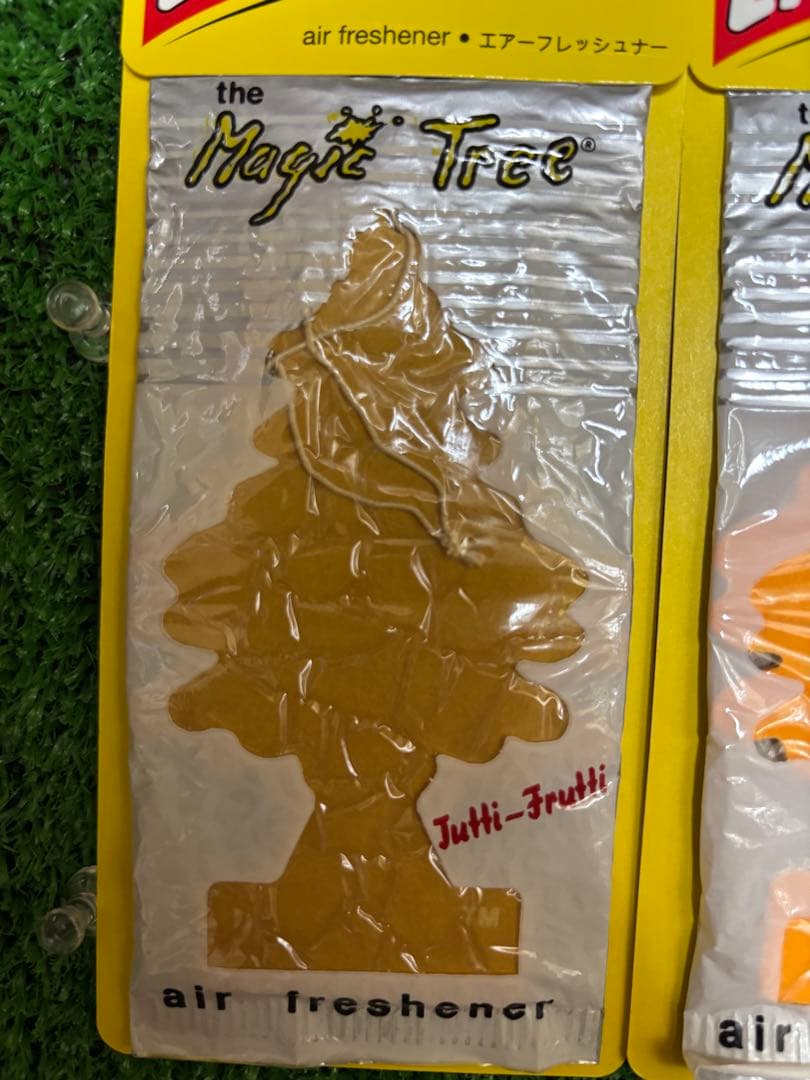 air freshener • エアーフレッシュナー
the
Magic Tree®
Tutti-Frutti
TM
air freshener
air